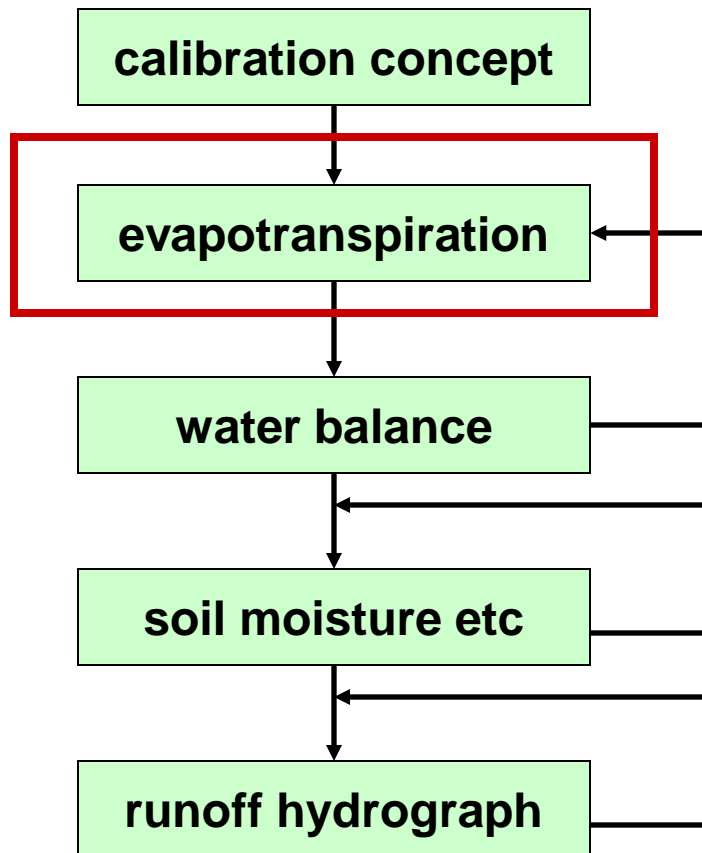 calibration concept
evapotranspiration
water balance
soil moisture etc
runoff hydrograph